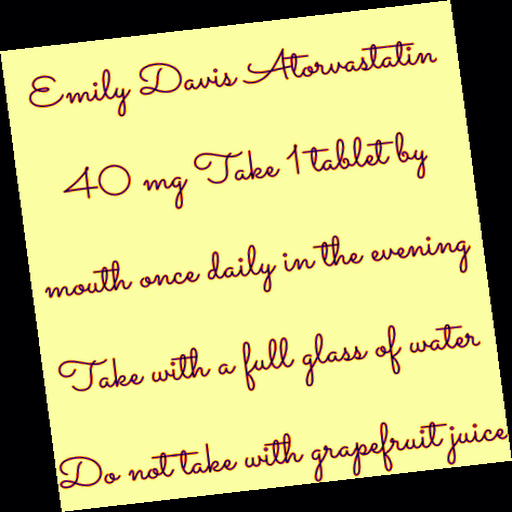 Emily Davis Atorvastatin
40 mg Take 1 tablet by
mouth once daily in the evening
Take with a full glass of water
Do not take with grapefruit juice